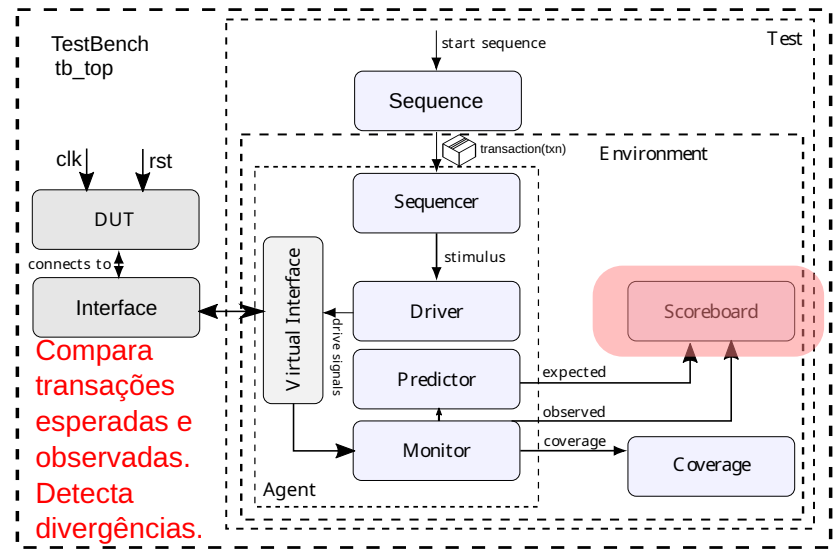 TestBench
tb_top
Test
start sequence
Sequence
transaction(txn)
Environment
clk
rst
DUT
connects to
Interface
Sequencer
stimulus
Virtual Interface
Driver
drive signals
Predictor
expected
Scoreboard
observed
Monitor
coverage
Coverage
Agent
Compara
transações
esperadas e
observadas.
Detecta
divergências.